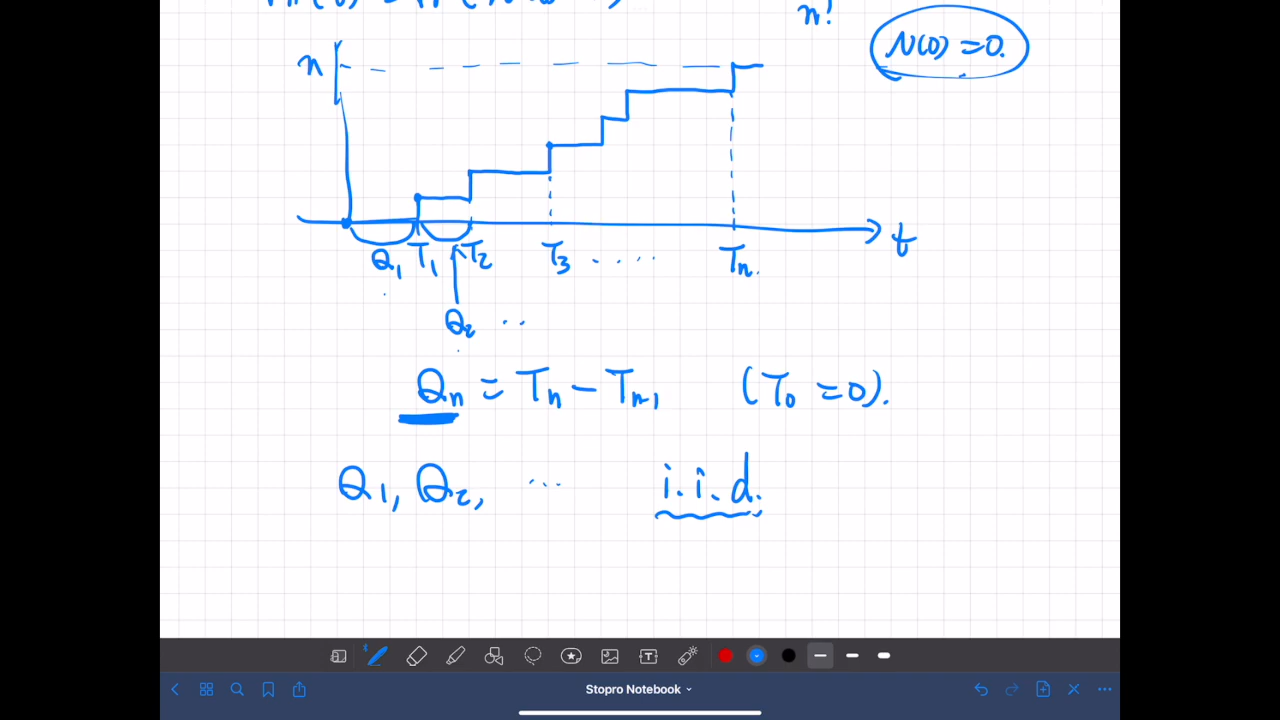 n!
N(0) = 0.
n
t
Q₁ T₁ T₂ T₃ ..... Tₙ.
Q₂ ..
Qₙ = Tₙ - Tₙ₋₁ (T₀ = 0).
Q₁, Q₂, ... i.i.d.
Stopro Notebook